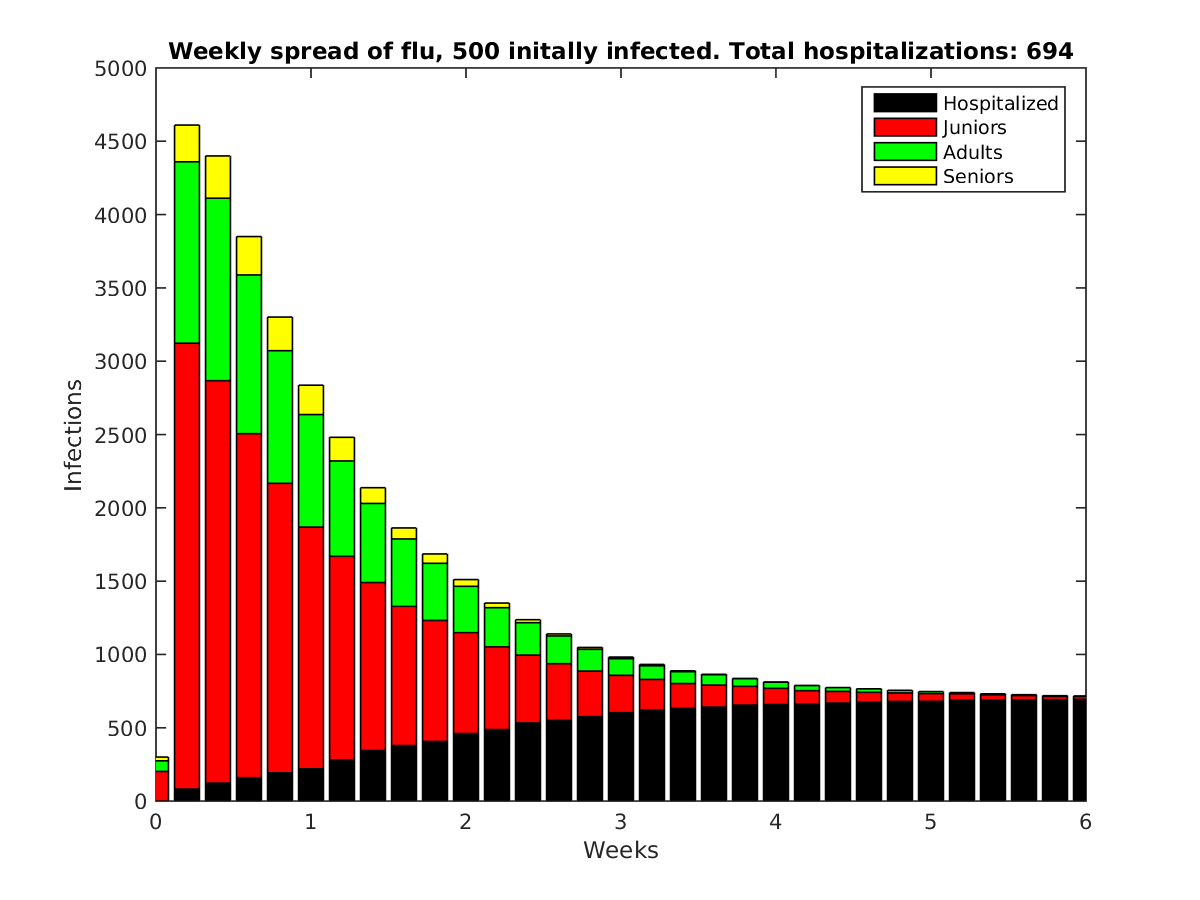 Weekly spread of flu, 500 initally infected. Total hospitalizations: 694
5000
4500
4000
3500
3000
2500
2000
1500
1000
500
0
Infections
Hospitalized
Juniors
Adults
Seniors
0 1 2 3 4 5 6
Weeks